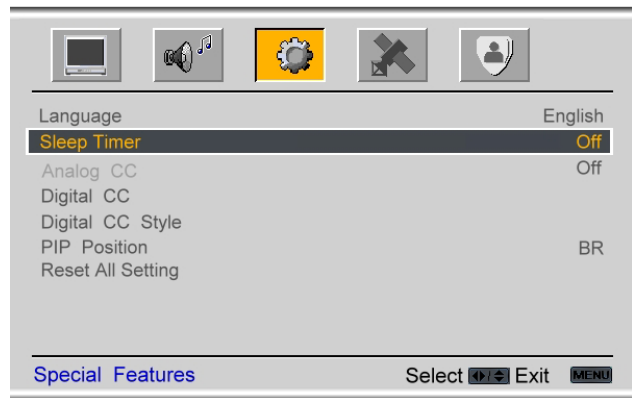 Language English
Sleep Timer Off
Analog CC Off
Digital CC
Digital CC Style
PIP Position BR
Reset All Setting
Special Features Select Exit MENU